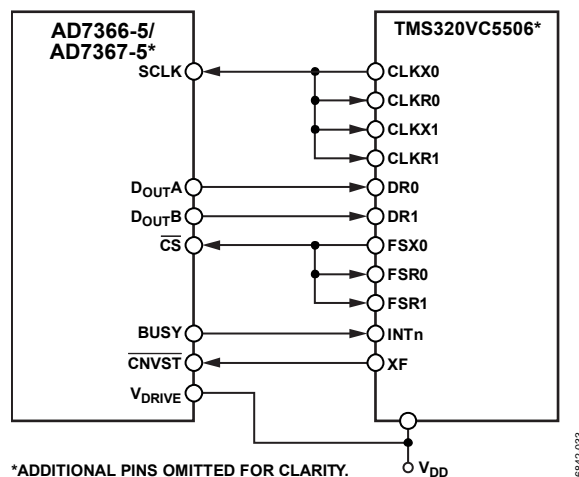 AD7366-5/
AD7367-5*
TMS320VC5506*
SCLK
CLKX0
CLKR0
CLKX1
CLKR1
DOUTA
DR0
DOUTB
DR1
CS
FSX0
FSR0
FSR1
BUSY
INTn
CNVST
XF
VDRIVE
*ADDITIONAL PINS OMITTED FOR CLARITY.
VDD